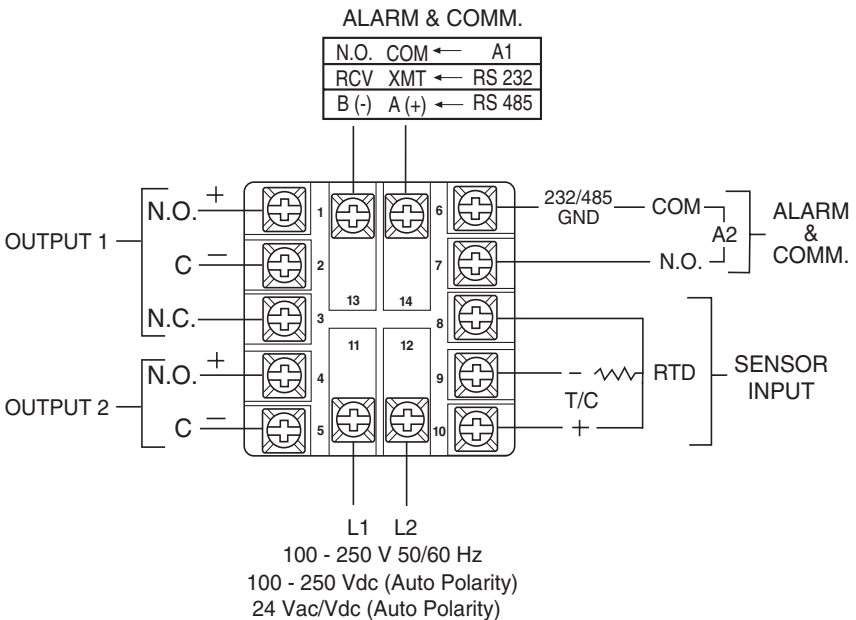 ALARM & COMM.
N.O. COM ← A1
RCV XMT ← RS 232
B (-) A (+) ← RS 485
OUTPUT 1
N.O. +
C −
N.C.
OUTPUT 2
N.O. +
C −
1
2
3
4
5
13
14
11
12
6
7
8
9
10
232/485
GND
COM
A2
N.O.
ALARM
&
COMM.
−
T/C
+
RTD
SENSOR
INPUT
L1 L2
100 - 250 V 50/60 Hz
100 - 250 Vdc (Auto Polarity)
24 Vac/Vdc (Auto Polarity)